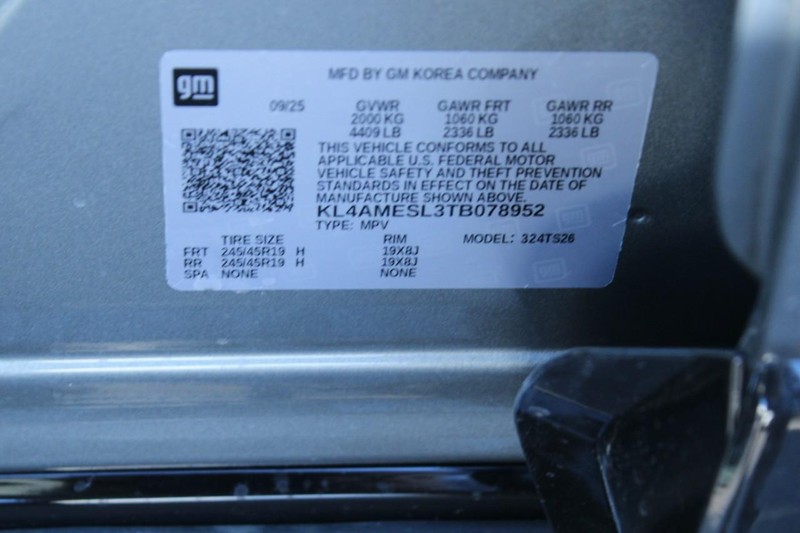 gm
MFD BY GM KOREA COMPANY
09/25 GVWR GAWR FRT GAWR RR
2000 KG 1060 KG 1060 KG
4409 LB 2336 LB 2336 LB
THIS VEHICLE CONFORMS TO ALL
APPLICABLE U.S. FEDERAL MOTOR
VEHICLE SAFETY AND THEFT PREVENTION
STANDARDS IN EFFECT ON THE DATE OF
MANUFACTURE SHOWN ABOVE.
KL4AMESL3TB078952
TYPE: MPV
TIRE SIZE RIM MODEL: 324TS26
FRT 245/45R19 H 19X8J
RR 245/45R19 H 19X8J
SPA NONE NONE